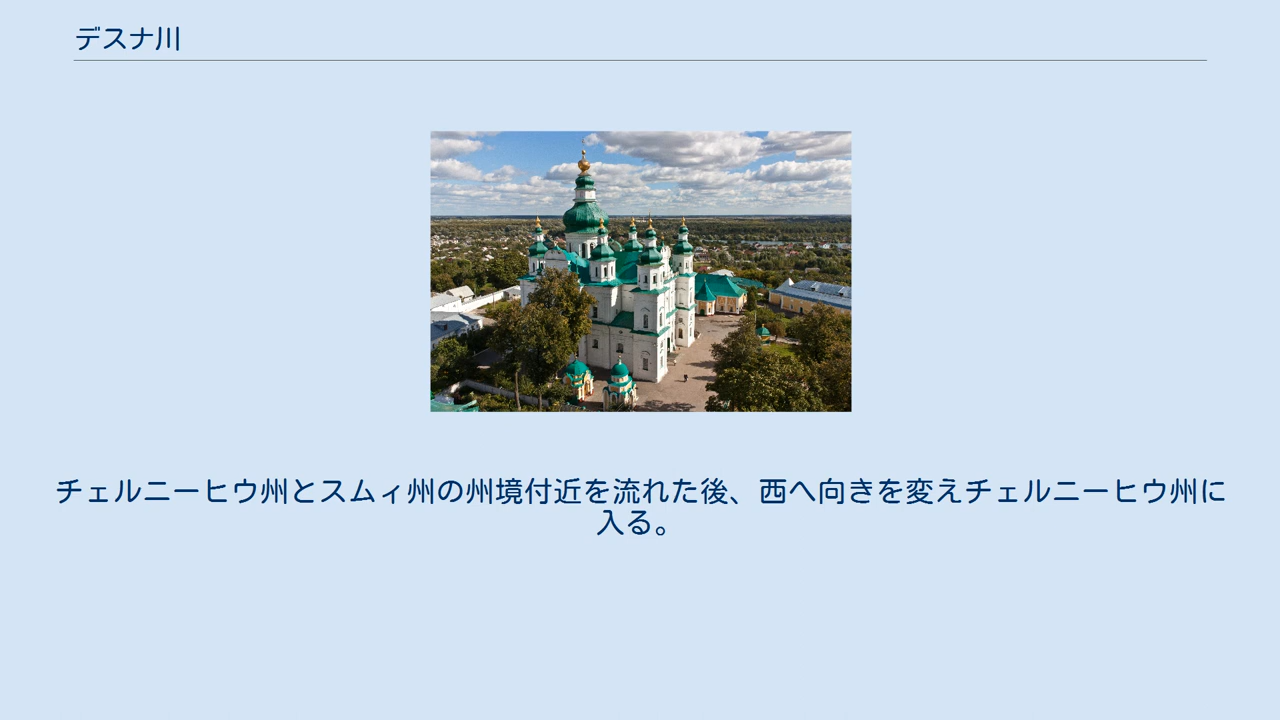 デスナ川
チェルニーヒウ州とスムィ州の州境付近を流れた後、西へ向きを変えチェルニーヒウ州に
入る。